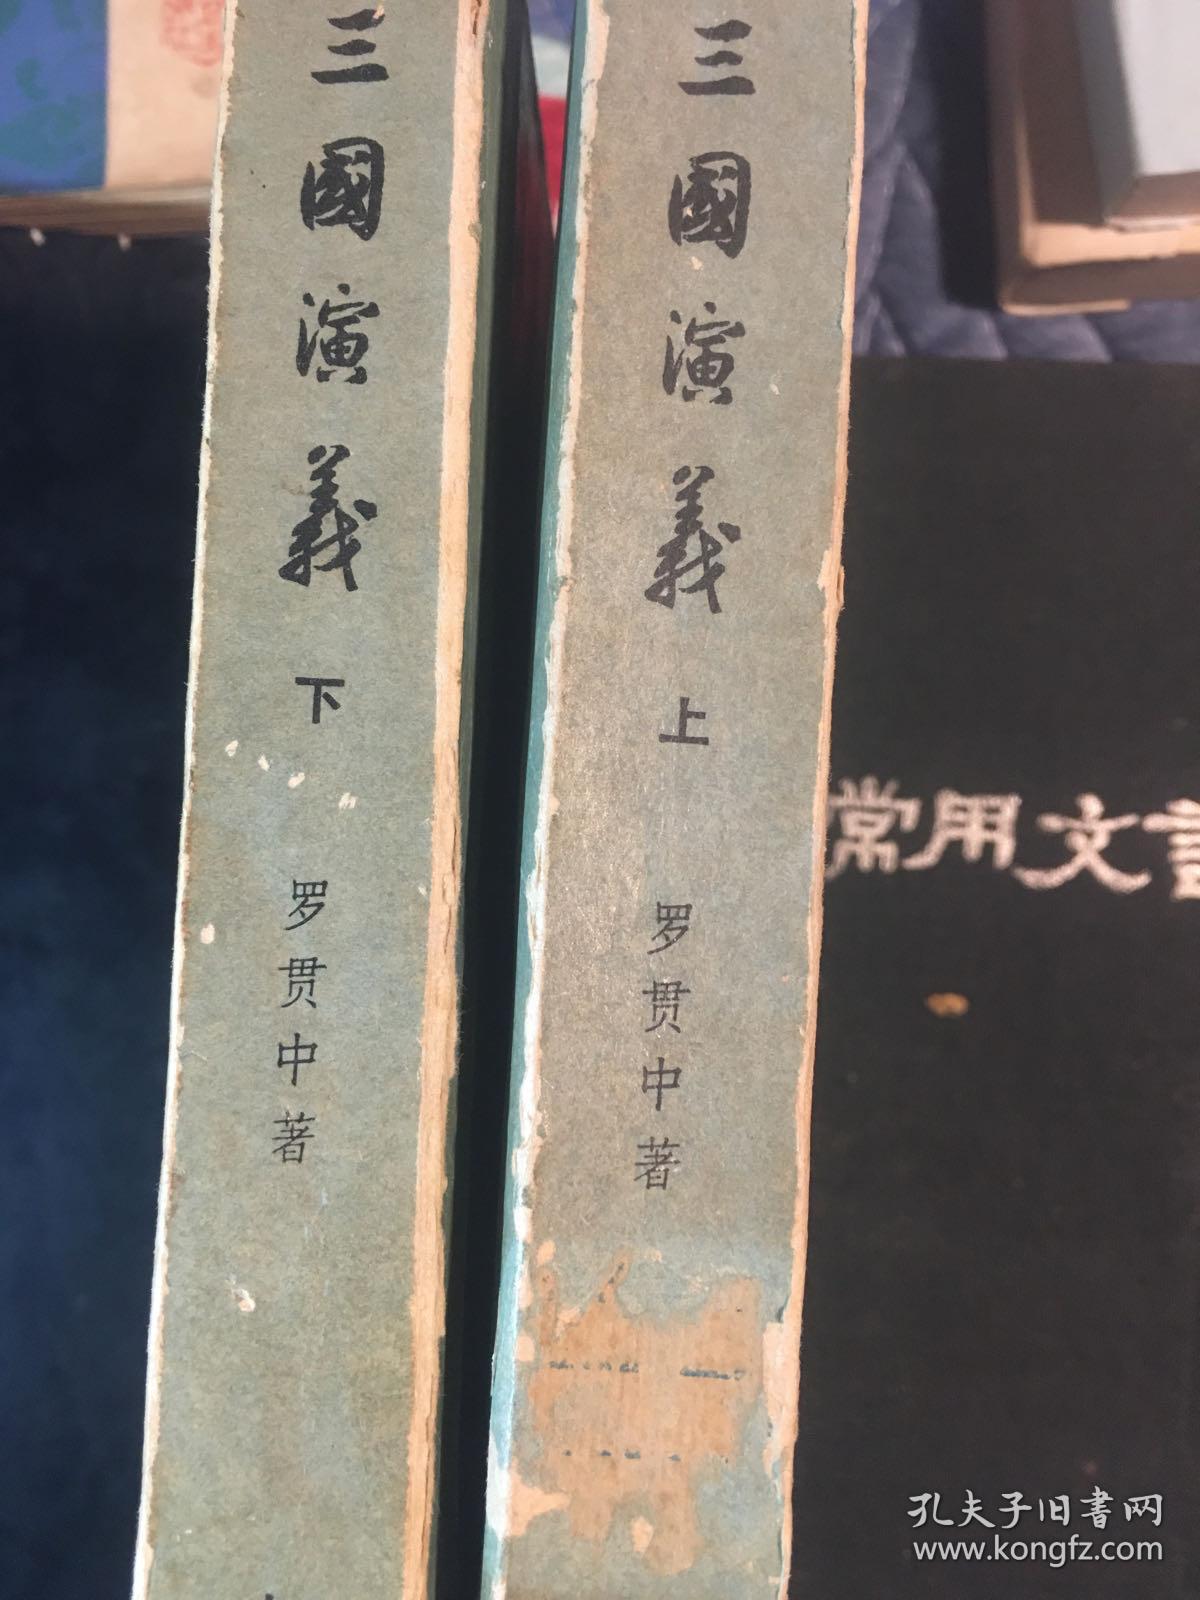 三國演義 下 罗贯中著
三國演義 上 罗贯中著
常用文
孔夫子旧書网
www.kongfz.com